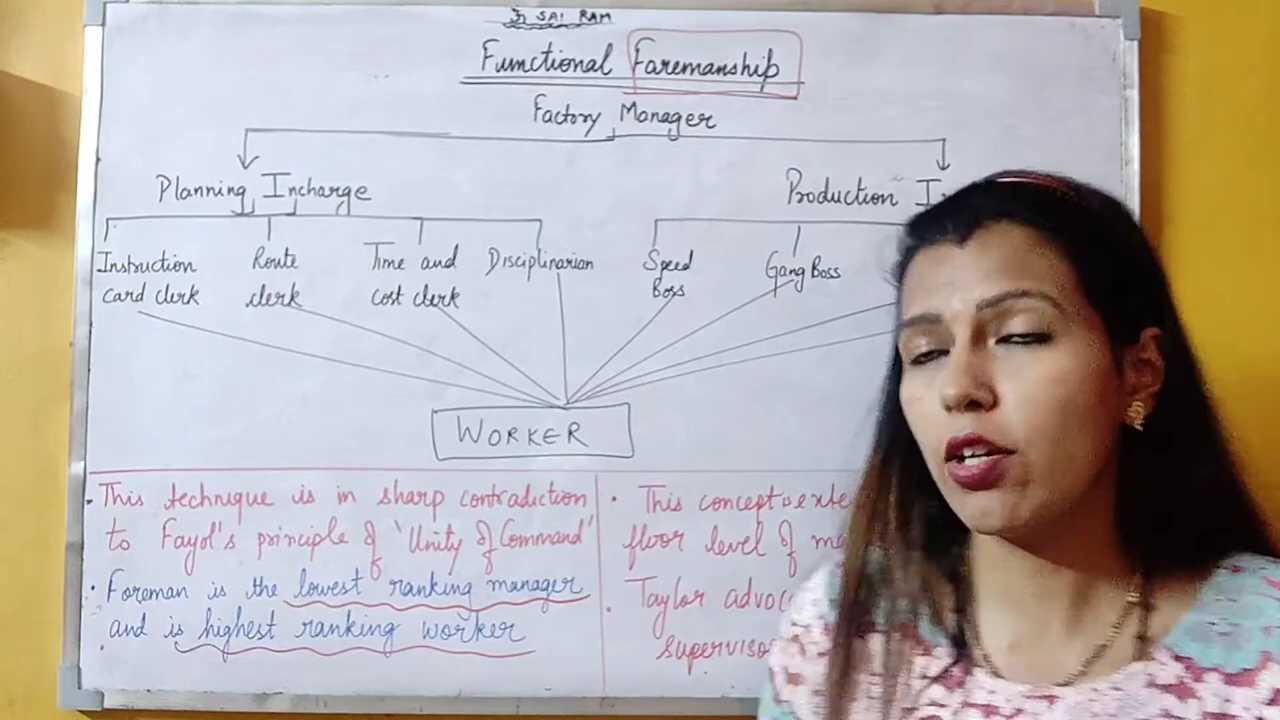 SAI RAM
Functional Foremanship
Factory Manager
Planning Incharge
Production
Instruction card clerk
Route clerk
Time and cost clerk
Disciplinarian
Speed Boss
Gang Boss
WORKER
This technique is in sharp contradiction
to Fayol's principle of 'Unity of Command'
• Foreman is the lowest ranking manager
and is highest ranking worker
• This concept is
floor level of
• Taylor